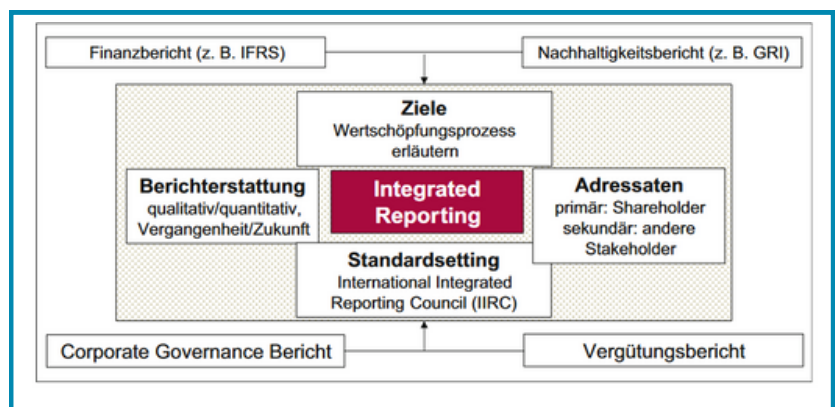 Finanzbericht (z. B. IFRS)
Nachhaltigkeitsbericht (z. B. GRI)
Ziele
Wertschöpfungsprozess
erläutern
Berichterstattung
qualitativ/quantitativ,
Vergangenheit/Zukunft
Integrated
Reporting
Adressaten
primär: Shareholder
sekundär: andere
Stakeholder
Standardsetting
International Integrated
Reporting Council (IIRC)
Corporate Governance Bericht
Vergütungsbericht